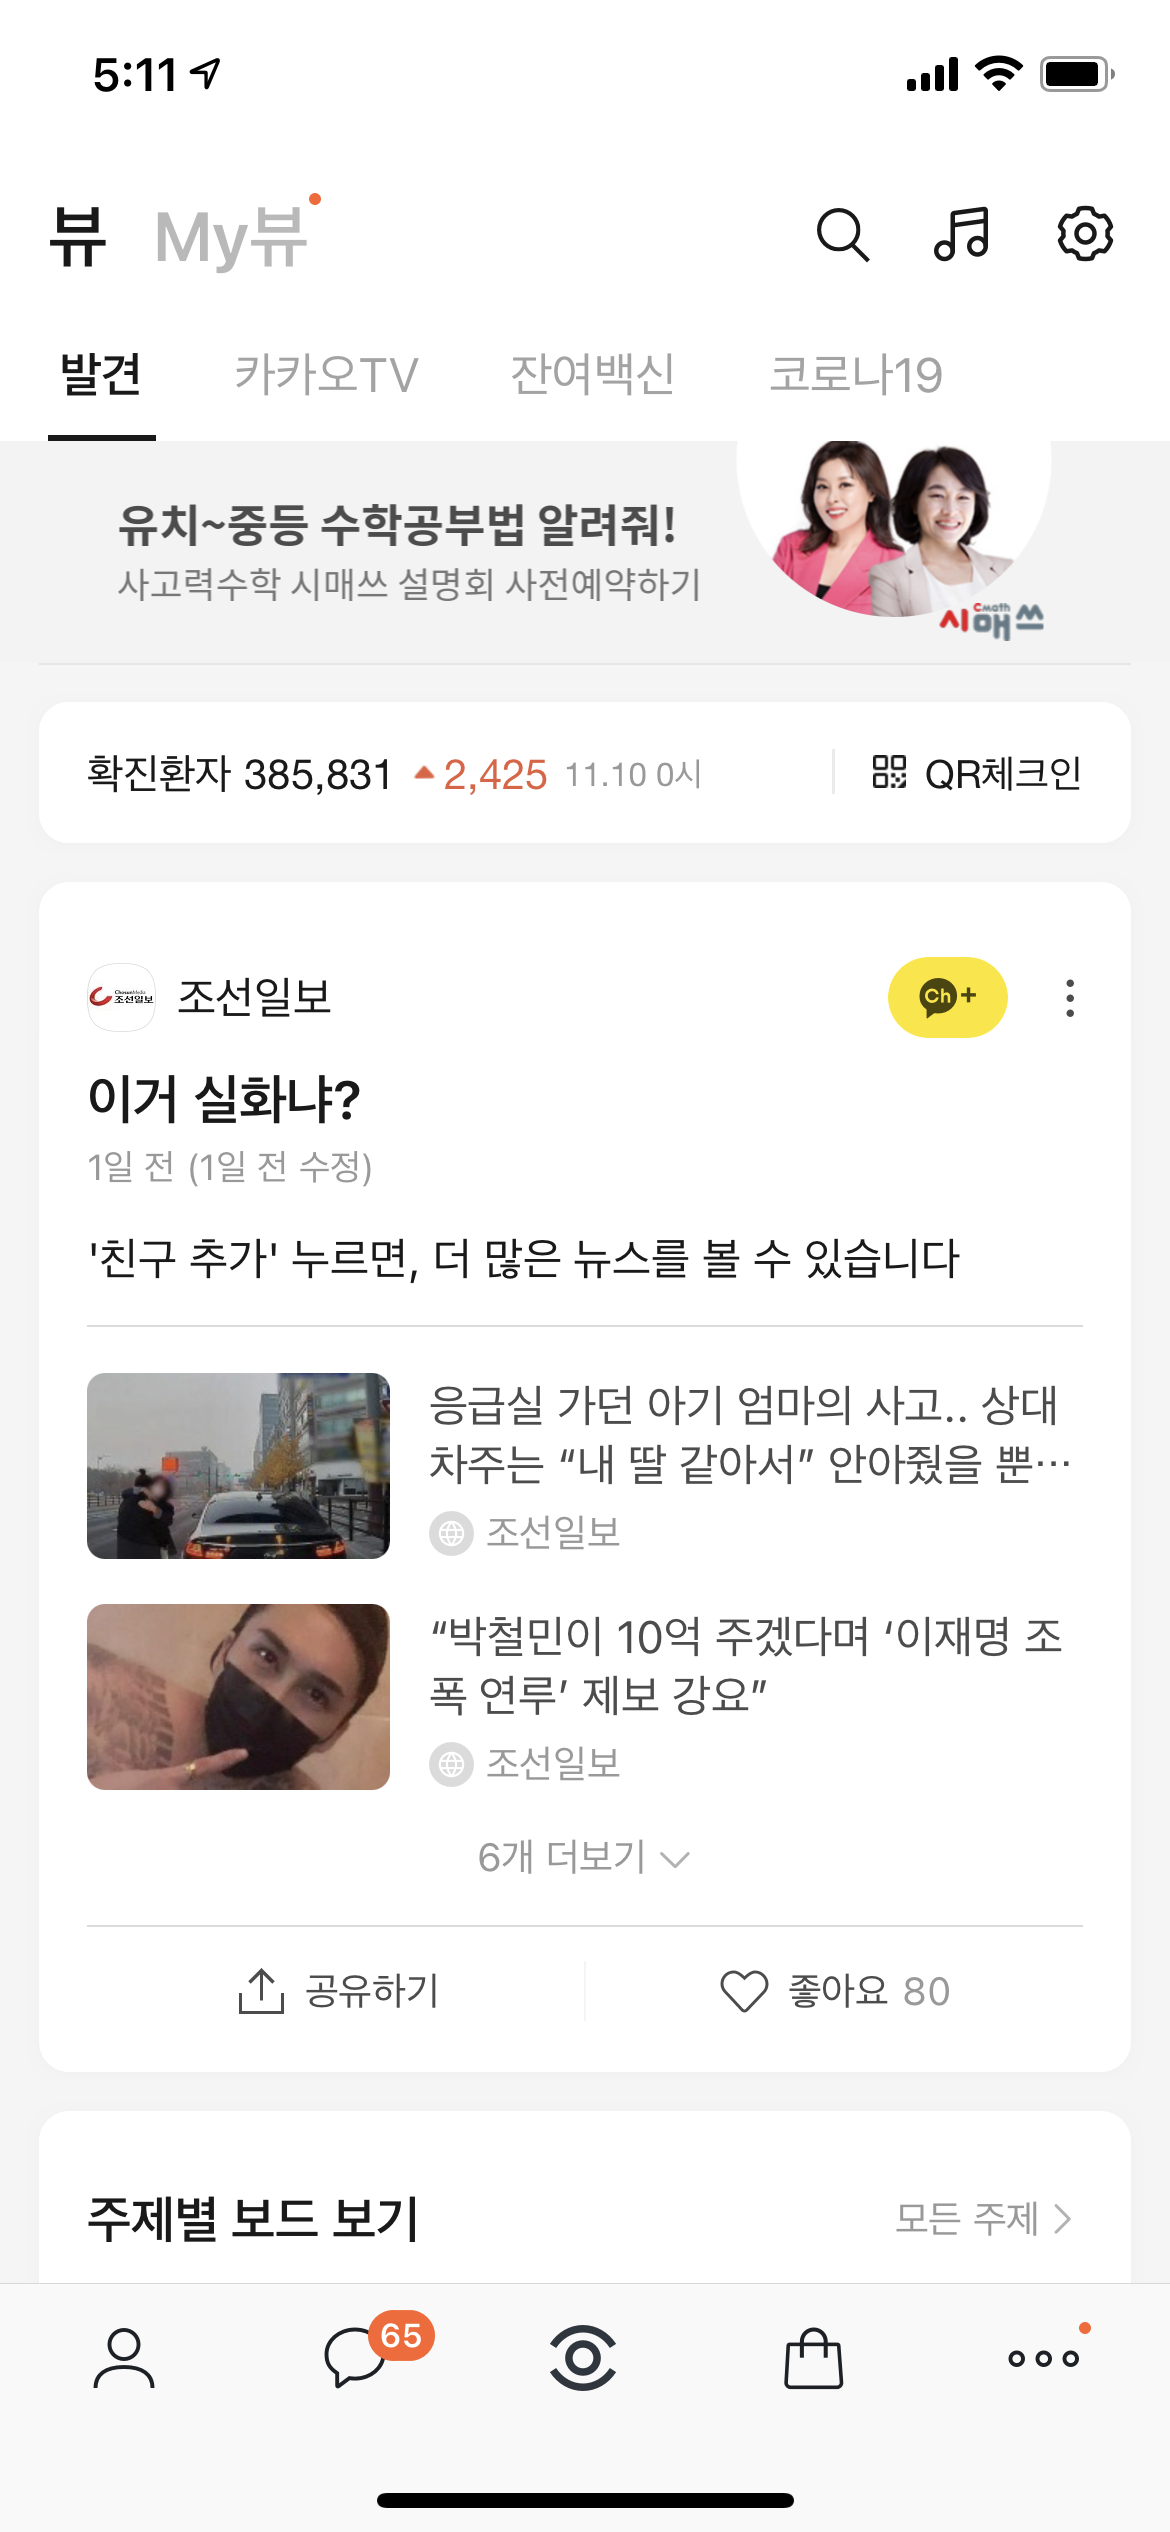 5:11
뷰 My뷰
발견 카카오TV 잔여백신 코로나19
유치~중등 수학공부법 알려줘!
사고력수학 시매쓰 설명회 사전예약하기
Cmath
시매쓰
확진환자 385,831 ▲ 2,425 11.10 0시 QR체크인
ChosunMedia
조선일보
조선일보
Ch+
이거 실화냐?
1일 전 (1일 전 수정)
'친구 추가' 누르면, 더 많은 뉴스를 볼 수 있습니다
응급실 가던 아기 엄마의 사고.. 상대
차주는 “내 딸 같아서” 안아줬을 뿐…
조선일보
“박철민이 10억 주겠다며 ‘이재명 조
폭 연루’ 제보 강요”
조선일보
6개 더보기
공유하기 좋아요 80
주제별 보드 보기 모든 주제
65